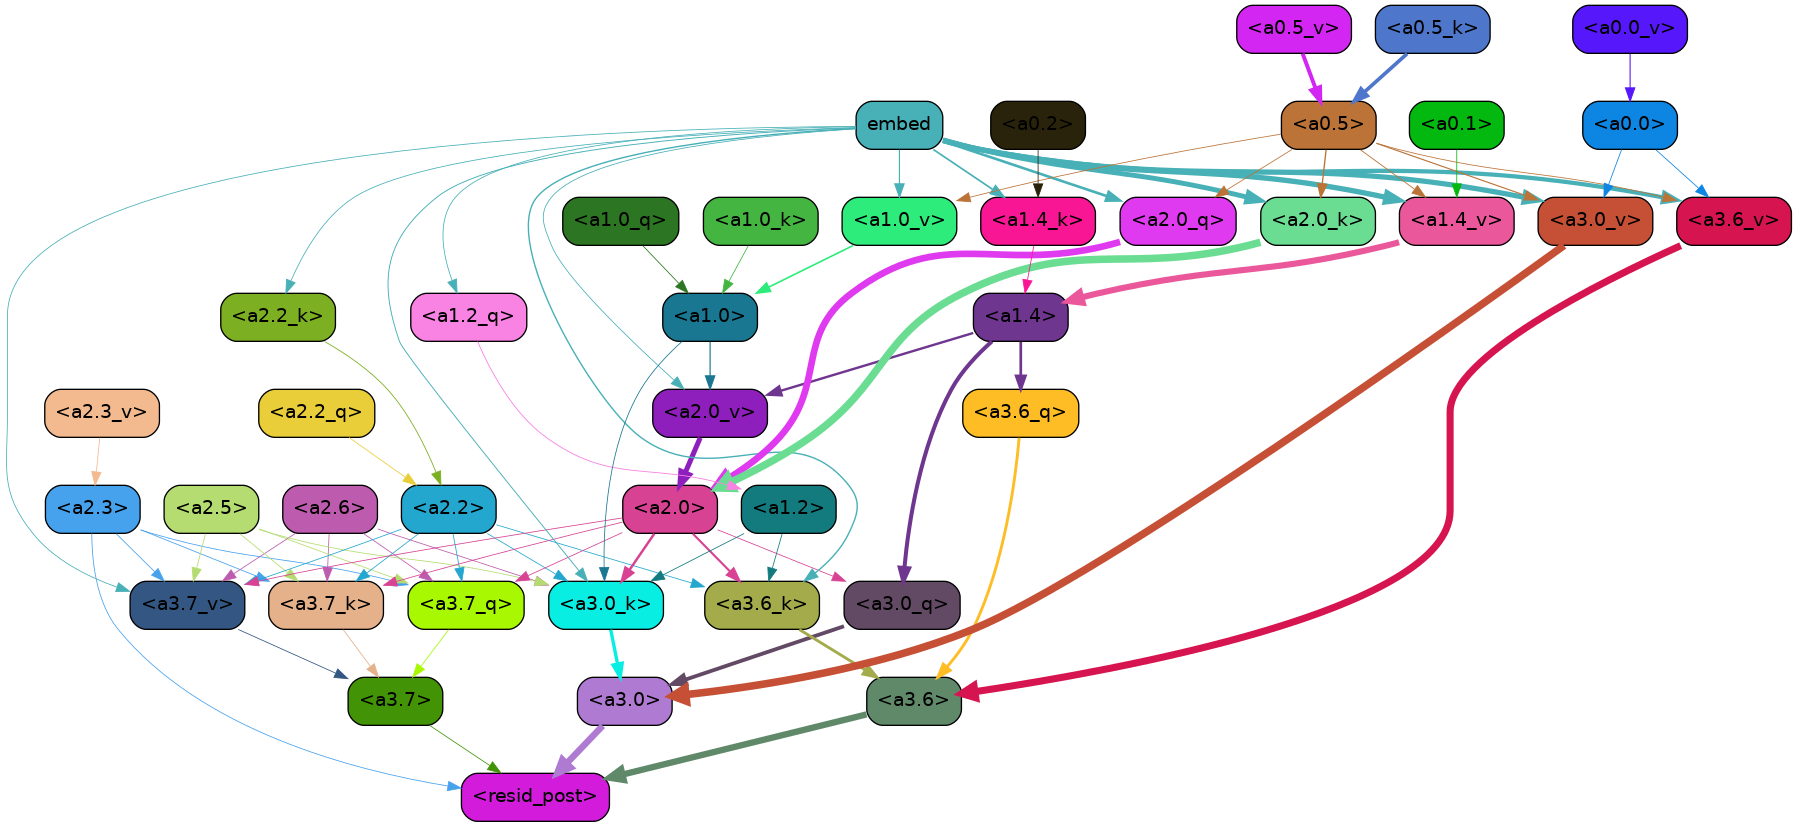 <a0.5_v>
<a0.5_k>
<a0.0_v>
embed
<a0.2>
<a0.5>
<a0.1>
<a0.0>
<a1.0_q>
<a1.0_k>
<a1.0_v>
<a1.4_k>
<a2.0_q>
<a2.0_k>
<a1.4_v>
<a3.0_v>
<a3.6_v>
<a2.2_k>
<a1.2_q>
<a1.0>
<a1.4>
<a2.3_v>
<a2.2_q>
<a2.0_v>
<a3.6_q>
<a2.3>
<a2.5>
<a2.6>
<a2.2>
<a2.0>
<a1.2>
<a3.7_v>
<a3.7_k>
<a3.7_q>
<a3.0_k>
<a3.6_k>
<a3.0_q>
<a3.7>
<a3.0>
<a3.6>
<resid_post>